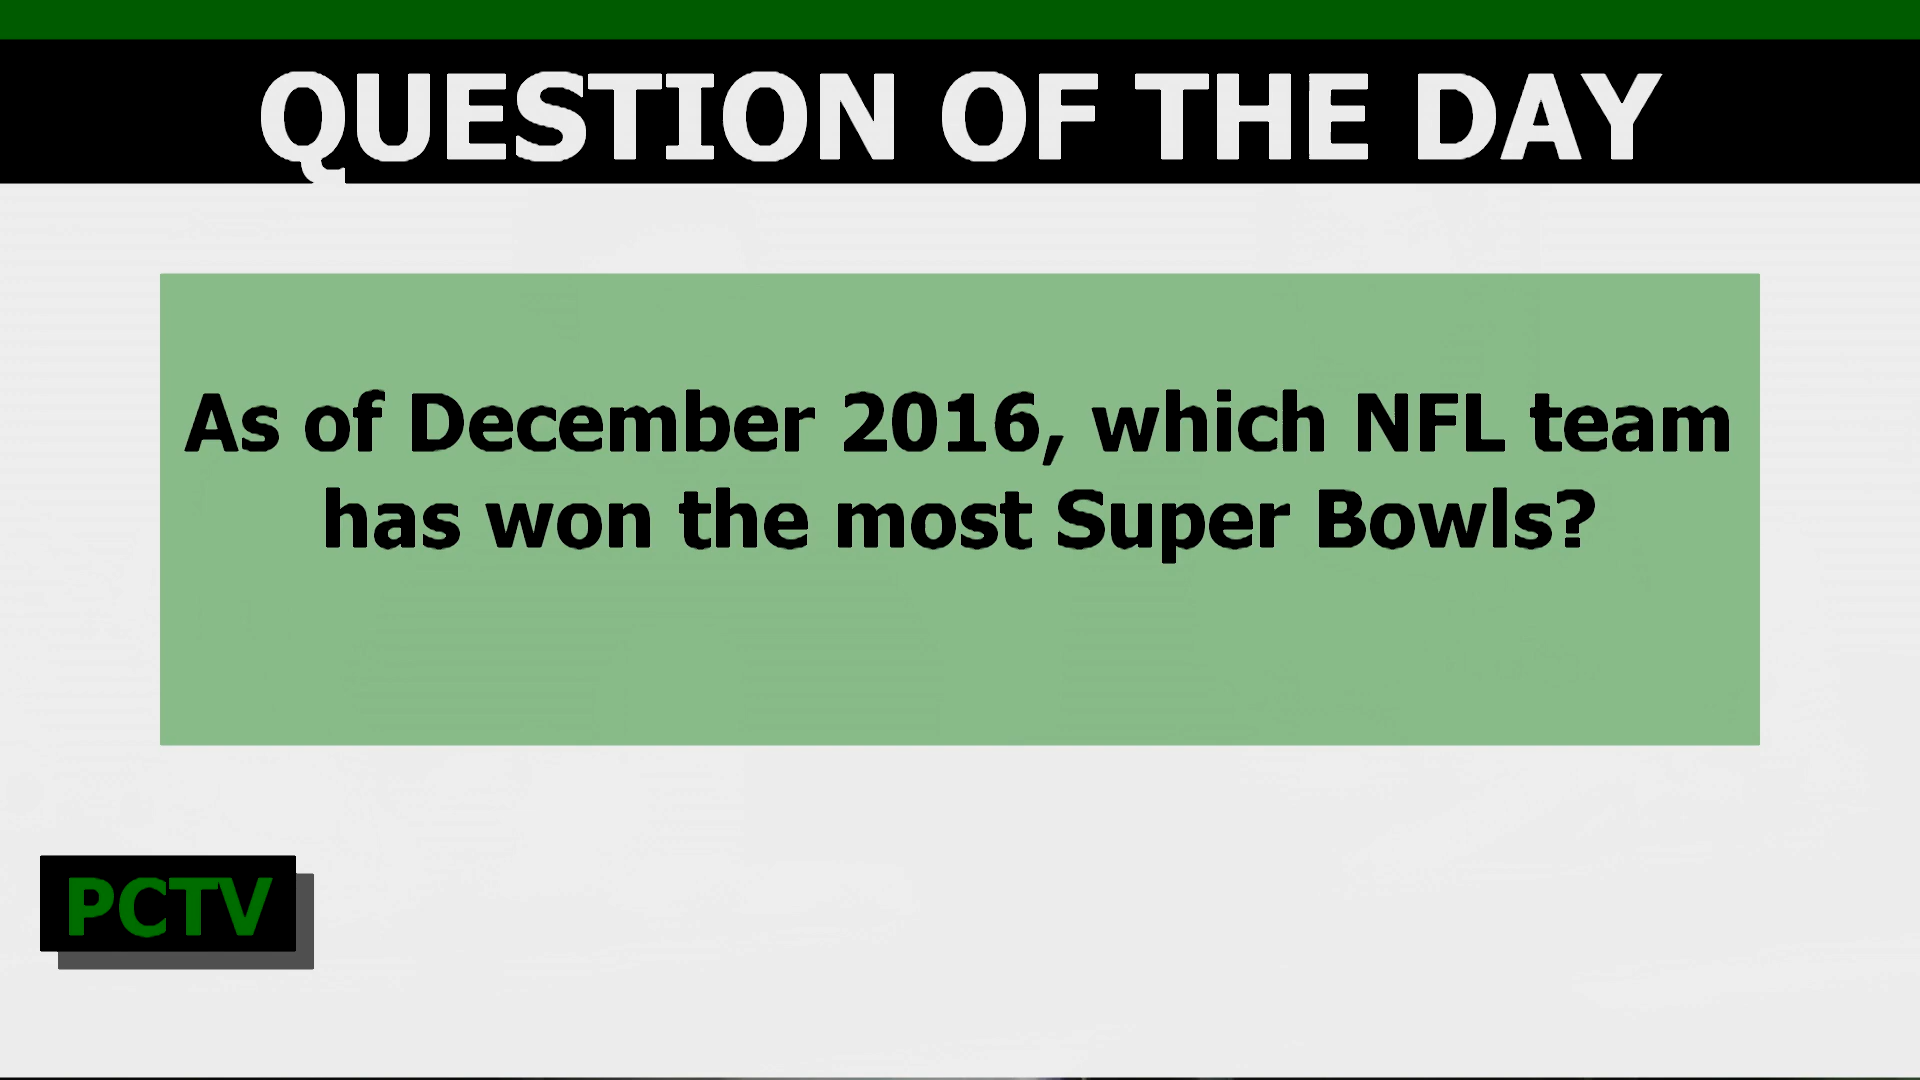 QUESTION OF THE DAY
As of December 2016, which NFL team
has won the most Super Bowls?
PCTV